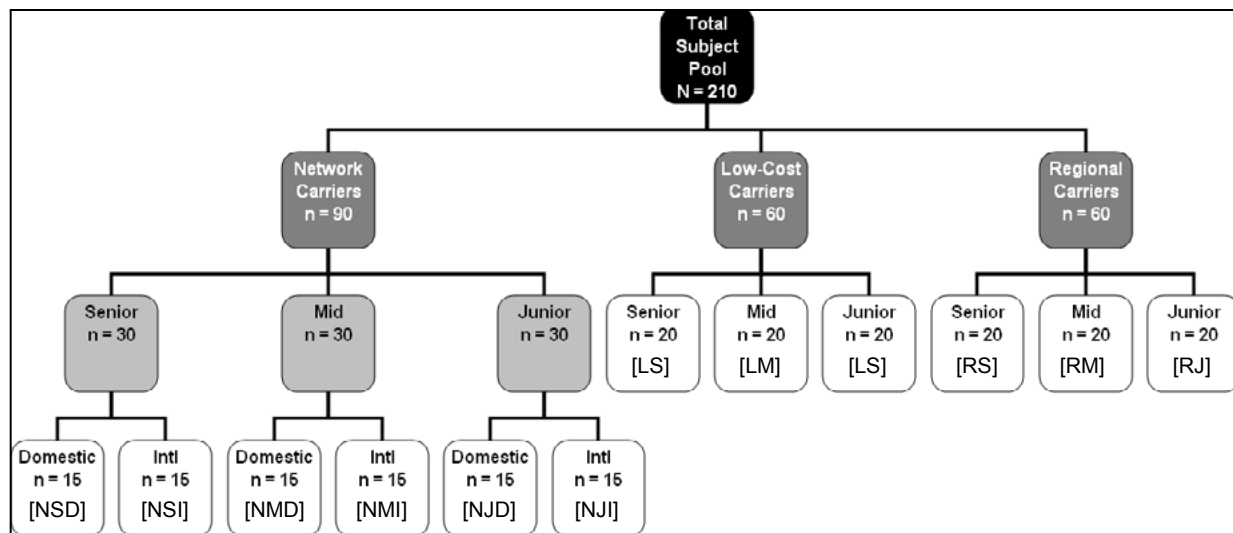 Total
Subject
Pool
N = 210
Network
Carriers
n = 90
Low-Cost
Carriers
n = 60
Regional
Carriers
n = 60
Senior
n = 30
Mid
n = 30
Junior
n = 30
Senior
n = 20
[LS]
Mid
n = 20
[LM]
Junior
n = 20
[LS]
Senior
n = 20
[RS]
Mid
n = 20
[RM]
Junior
n = 20
[RJ]
Domestic
n = 15
[NSD]
Intl
n = 15
[NSI]
Domestic
n = 15
[NMD]
Intl
n = 15
[NMI]
Domestic
n = 15
[NJD]
Intl
n = 15
[NJI]